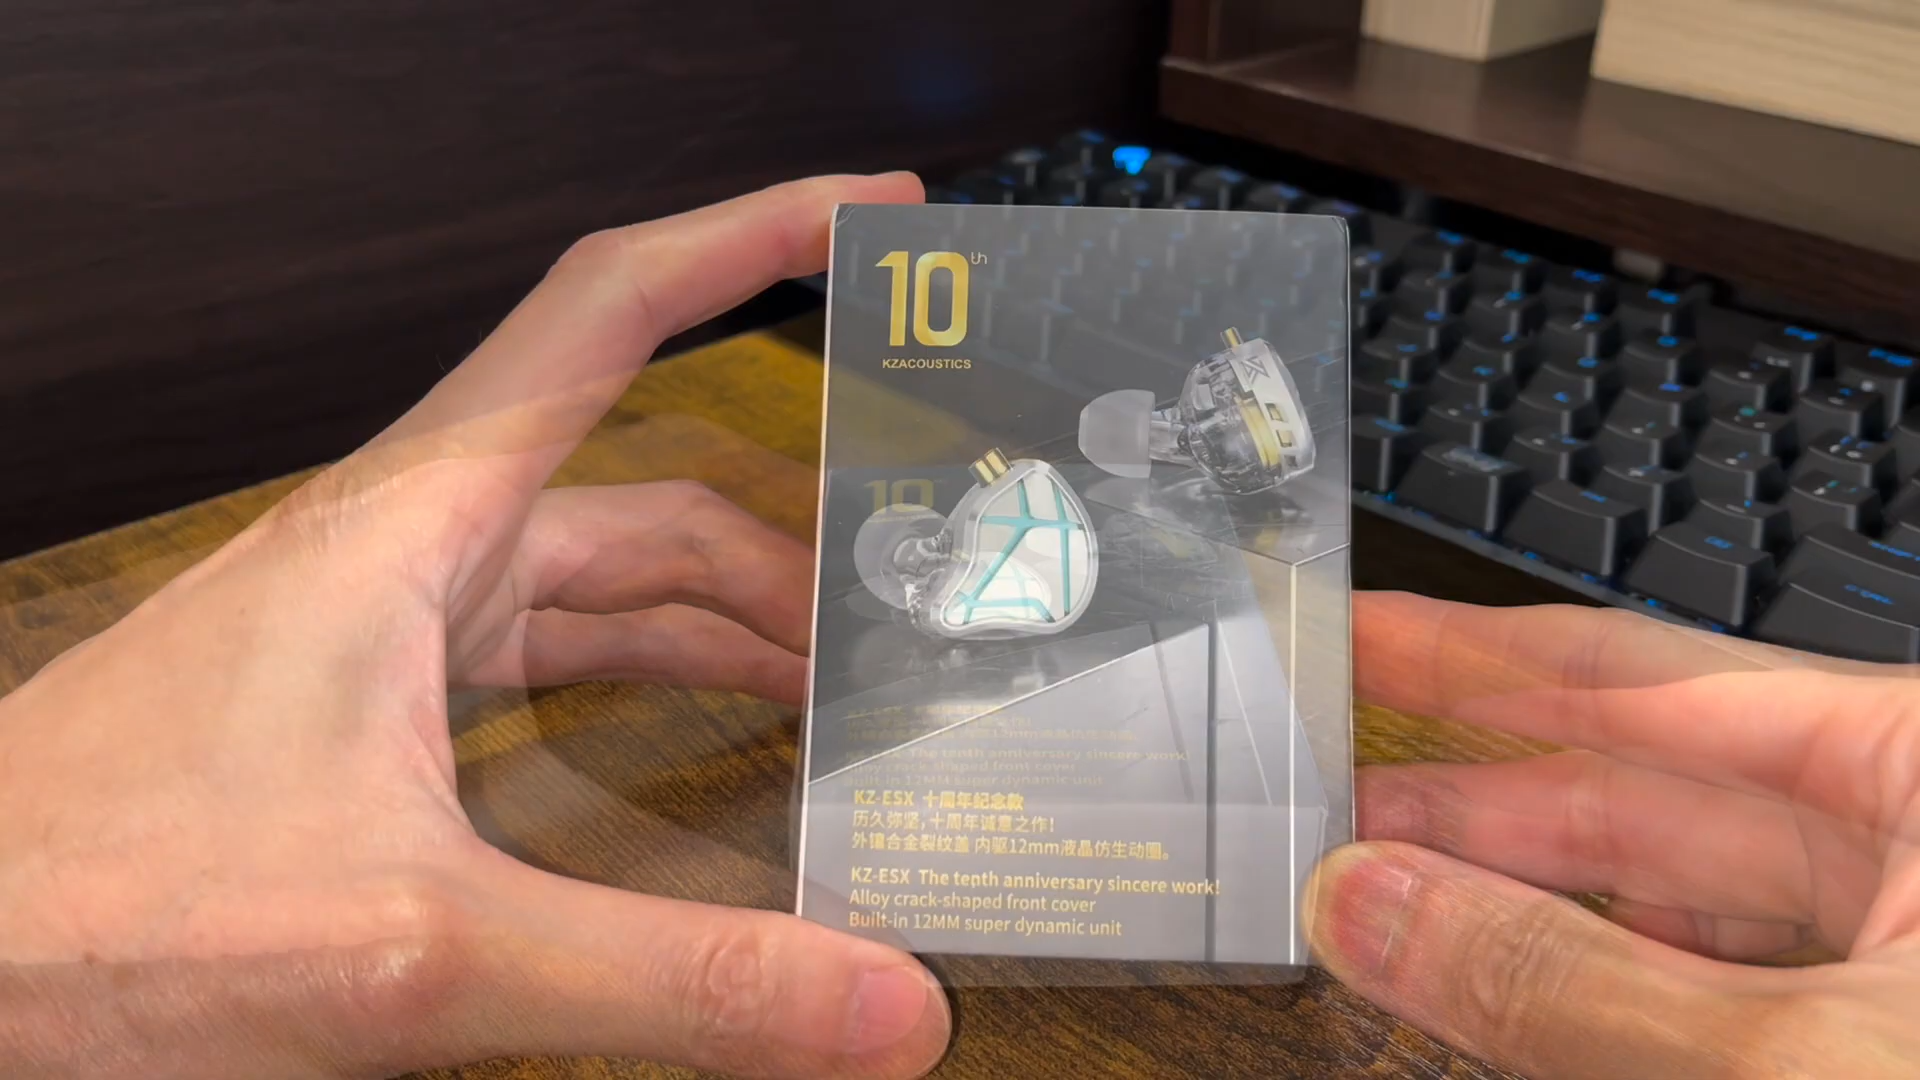 10th
KZACOUSTICS
10
KZ-ESX 十周年纪念款
历久弥坚,十周年诚意之作!
外镶合金裂纹盖 内驱12mm液晶仿生动圈。
KZ-ESX The tenth anniversary sincere work!
Alloy crack-shaped front cover
Built-in 12MM super dynamic unit